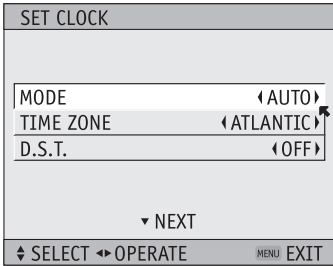 SET CLOCK
MODE ◂AUTO▸
TIME ZONE ◂ATLANTIC▸
D.S.T. ◂OFF▸
▾ NEXT
SELECT ◂▸ OPERATE MENU EXIT